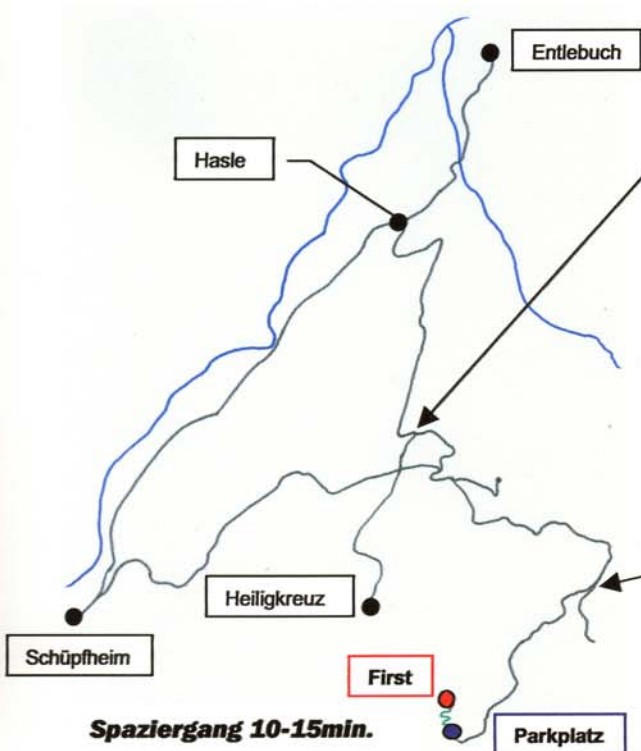 Entlebuch
Hasle
Heiligkreuz
Schüpfheim
First
Spaziergang 10-15min.
Parkplatz